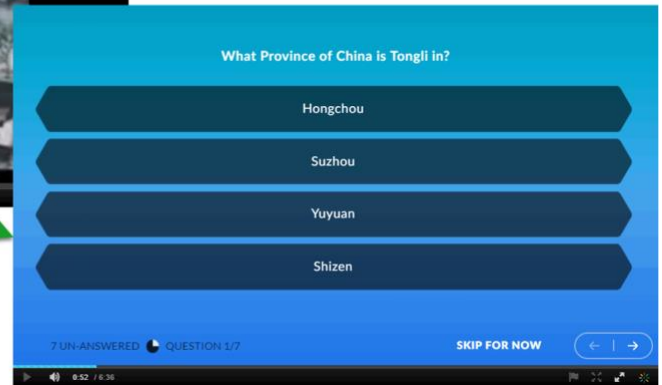 What Province of China is Tongli in?
Hongchou
Suzhou
Yuyuan
Shizen
7 UN-ANSWERED QUESTION 1/7 SKIP FOR NOW
0:52 / 6:36